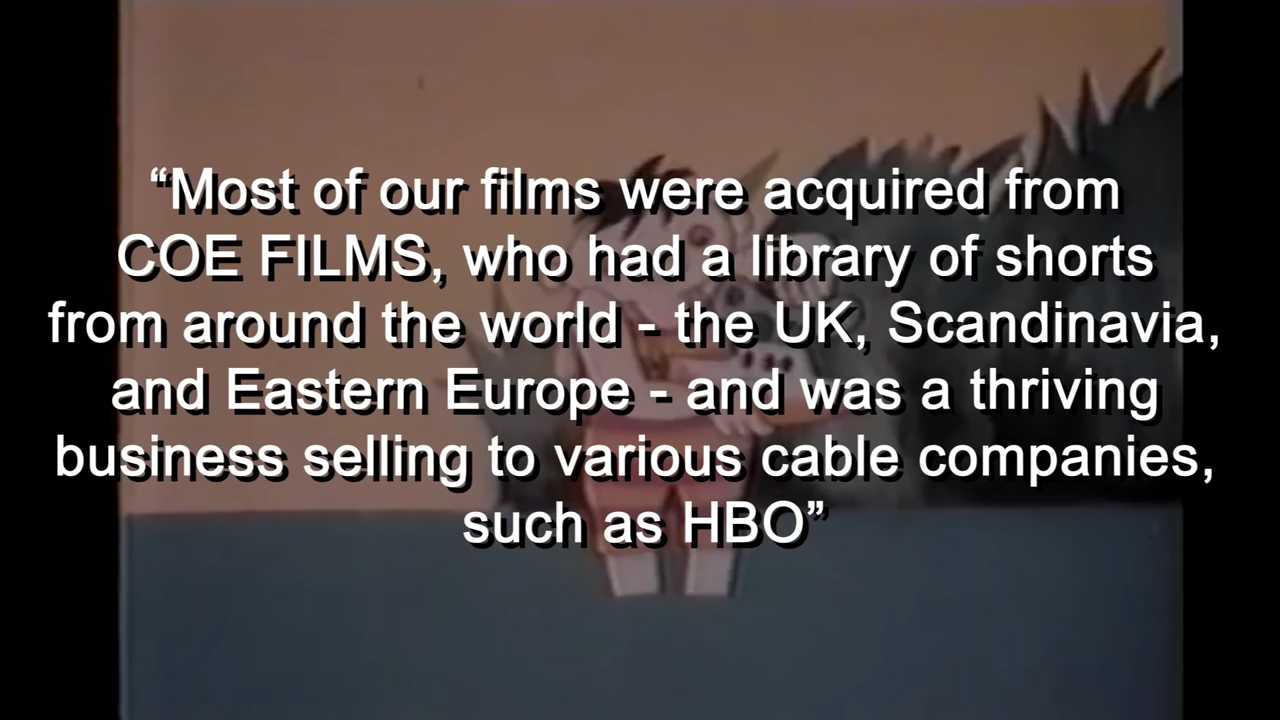 “Most of our films were acquired from
COE FILMS, who had a library of shorts
from around the world - the UK, Scandinavia,
and Eastern Europe - and was a thriving
business selling to various cable companies,
such as HBO”